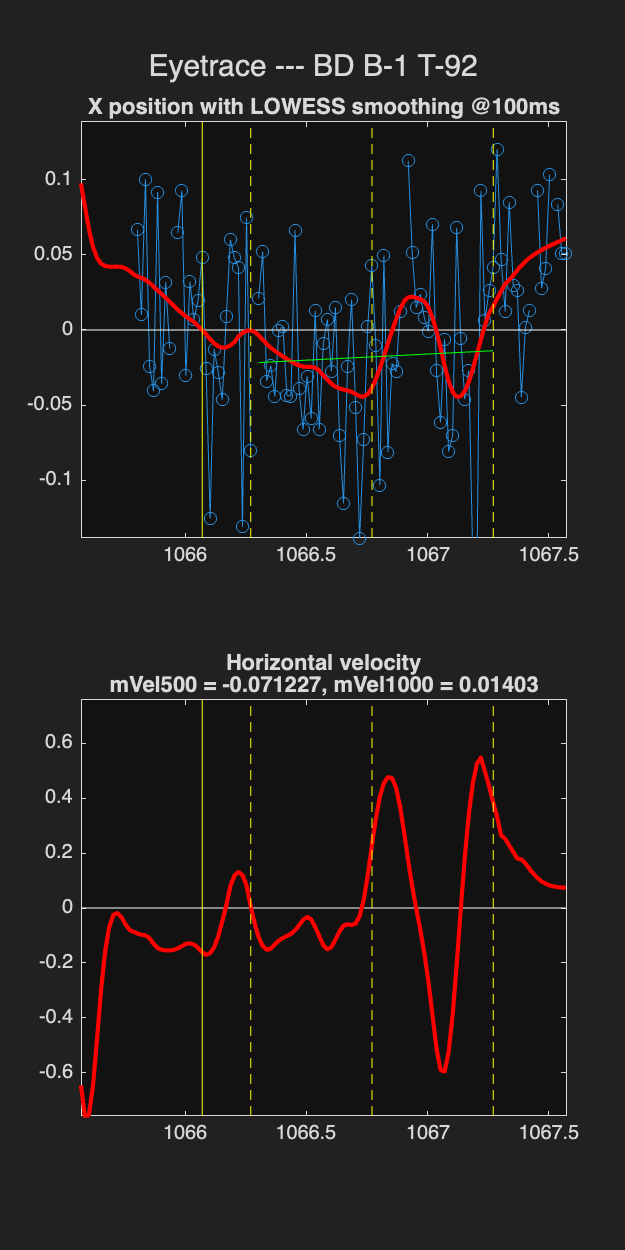 Eyetrace --- BD B-1 T-92
X position with LOWESS smoothing @100ms
0.1
0.05
0
-0.05
-0.1
1066 1066.5 1067 1067.5
Horizontal velocity
mVel500 = -0.071227, mVel1000 = 0.01403
0.6
0.4
0.2
0
-0.2
-0.4
-0.6
1066 1066.5 1067 1067.5